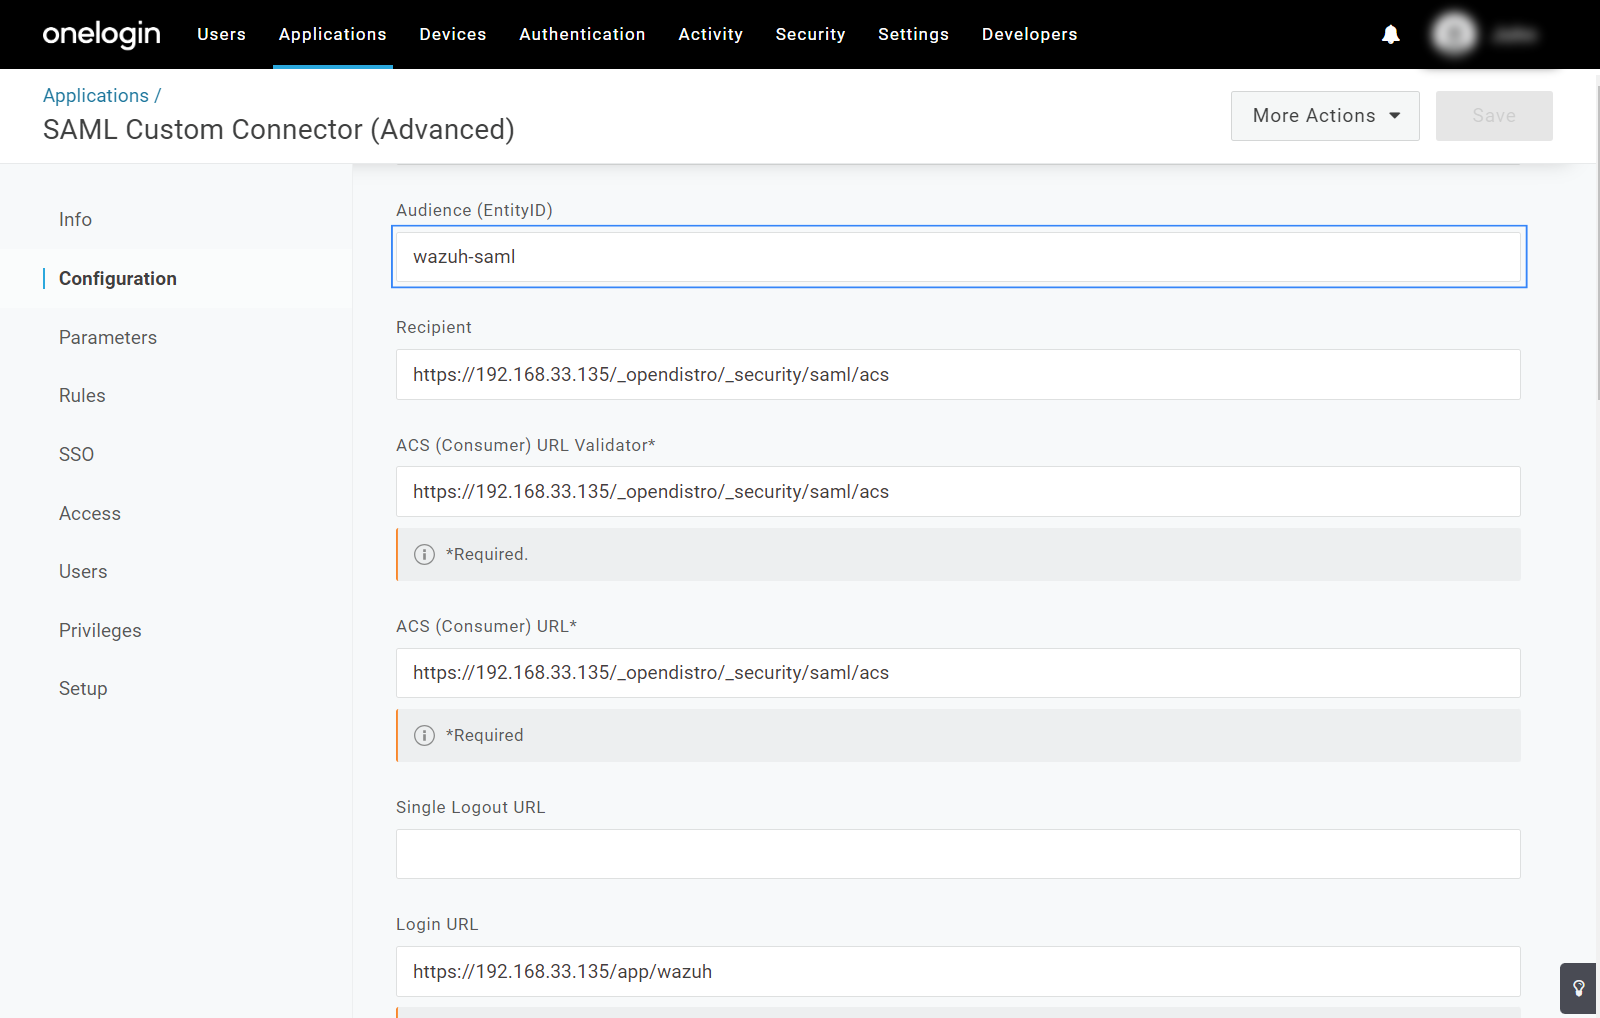 onelogin Users Applications Devices Authentication Activity Security Settings Developers
Applications /
SAML Custom Connector (Advanced)
More Actions
Save
Info
Configuration
Parameters
Rules
SSO
Access
Users
Privileges
Setup
Audience (EntityID)
wazuh-saml
Recipient
https://192.168.33.135/_opendistro/_security/saml/acs
ACS (Consumer) URL Validator*
https://192.168.33.135/_opendistro/_security/saml/acs
*Required.
ACS (Consumer) URL*
https://192.168.33.135/_opendistro/_security/saml/acs
*Required
Single Logout URL
Login URL
https://192.168.33.135/app/wazuh